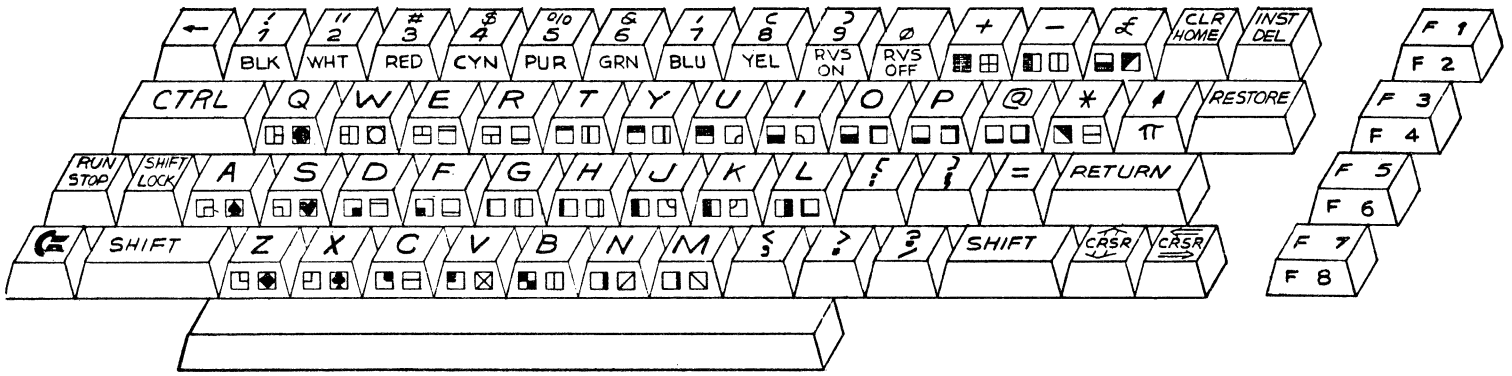 ← ! " # $ % & ' ( ) + - £ CLR INST F 1
1 2 3 4 5 6 7 8 9 Ø HOME DEL F 2
BLK WHT RED CYN PUR GRN BLU YEL RVS ON RVS OFF
CTRL Q W E R T Y U I O P @ * ↑ RESTORE F 3
π F 4
RUN STOP SHIFT LOCK A S D F G H J K L [ : ] ; = RETURN F 5
F 6
SHIFT Z X C V B N M < , > . ? / SHIFT CRSR CRSR F 7
F 8